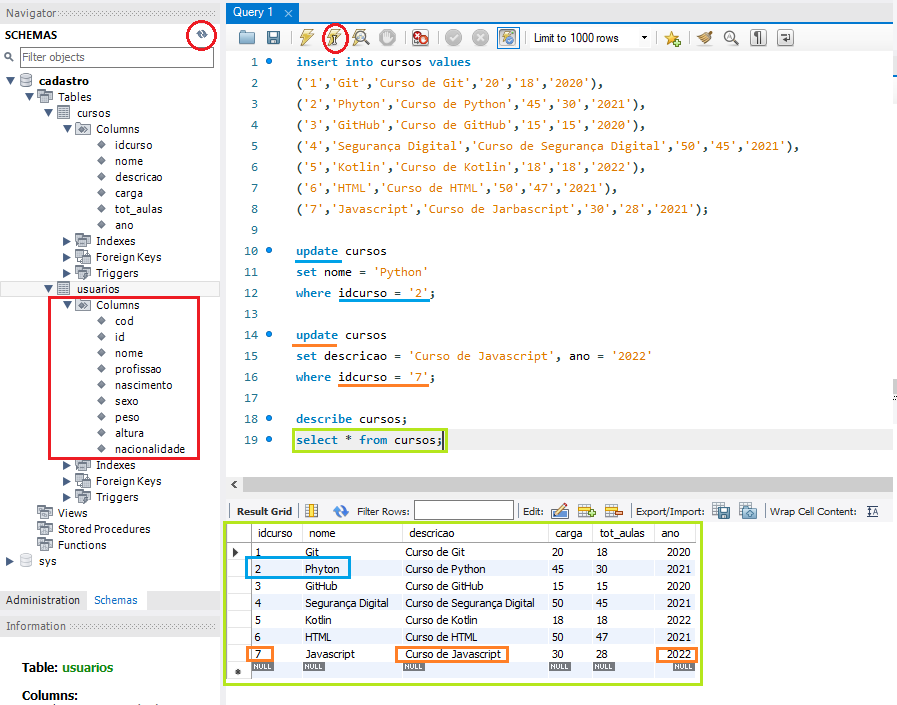 Navigator
SCHEMAS
Filter objects
cadastro
Tables
cursos
Columns
idcurso
nome
descricao
carga
tot_aulas
ano
Indexes
Foreign Keys
Triggers
usuarios
Columns
cod
id
nome
profissao
nascimento
sexo
peso
altura
nacionalidade
Indexes
Foreign Keys
Triggers
Views
Stored Procedures
Functions
sys
Administration Schemas
Information
Table: usuarios
Columns:
Query 1
Limit to 1000 rows
1 insert into cursos values
2 ('1','Git','Curso de Git','20','18','2020'),
3 ('2','Phyton','Curso de Python','45','30','2021'),
4 ('3','GitHub','Curso de GitHub','15','15','2020'),
5 ('4','Segurança Digital','Curso de Segurança Digital','50','45','2021'),
6 ('5','Kotlin','Curso de Kotlin','18','18','2022'),
7 ('6','HTML','Curso de HTML','50','47','2021'),
8 ('7','Javascript','Curso de Jarbascript','30','28','2021');
9
10 update cursos
11 set nome = 'Python'
12 where idcurso = '2';
13
14 update cursos
15 set descricao = 'Curso de Javascript', ano = '2022'
16 where idcurso = '7';
17
18 describe cursos;
19 select * from cursos;
Result Grid Filter Rows: Edit: Export/Import: Wrap Cell Content:
idcurso nome descricao carga tot_aulas ano
1 Git Curso de Git 20 18 2020
2 Phyton Curso de Python 45 30 2021
3 GitHub Curso de GitHub 15 15 2020
4 Segurança Digital Curso de Segurança Digital 50 45 2021
5 Kotlin Curso de Kotlin 18 18 2022
6 HTML Curso de HTML 50 47 2021
7 Javascript Curso de Javascript 30 28 2022
NULL NULL NULL NULL NULL NULL